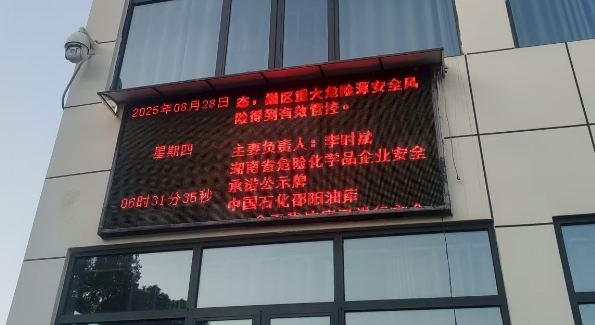 2025年08月28日
星期四
06时31分35秒
态，罐区重大危险源安全风
险得到有效管控。
主要负责人：李时斌
湖南省危险化学品企业安全
承诺公示牌
中国石化邵阳油库